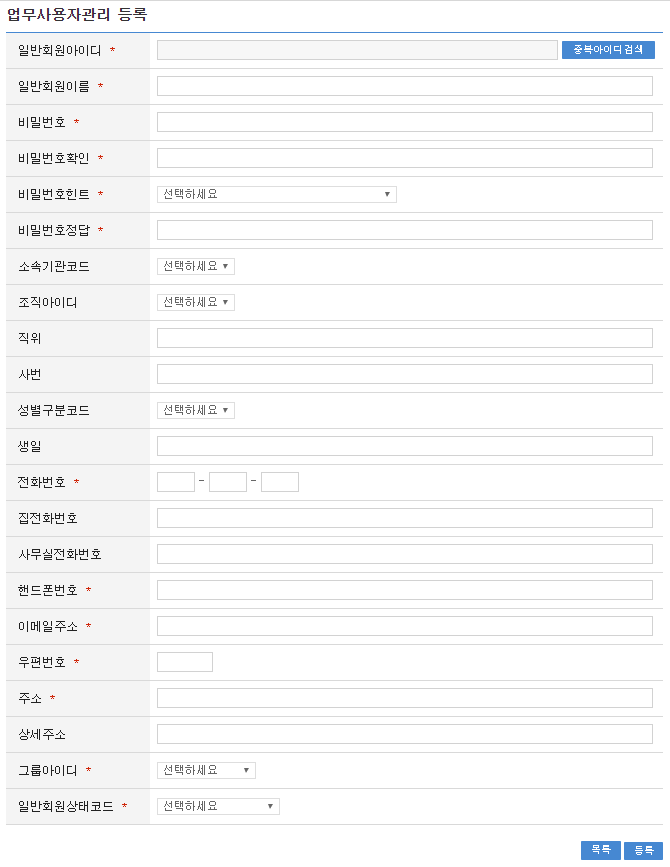 업무사용자관리 등록
일반회원아이디 * 중복아이디검색
일반회원이름 *
비밀번호 *
비밀번호확인 *
비밀번호힌트 * 선택하세요 ▼
비밀번호정답 *
소속기관코드 선택하세요 ▼
조직아이디 선택하세요 ▼
직위
사번
성별구분코드 선택하세요 ▼
생일
전화번호 * - -
집전화번호
사무실전화번호
핸드폰번호 *
이메일주소 *
우편번호 *
주소 *
상세주소
그룹아이디 * 선택하세요 ▼
일반회원상태코드 * 선택하세요 ▼
목록 등록